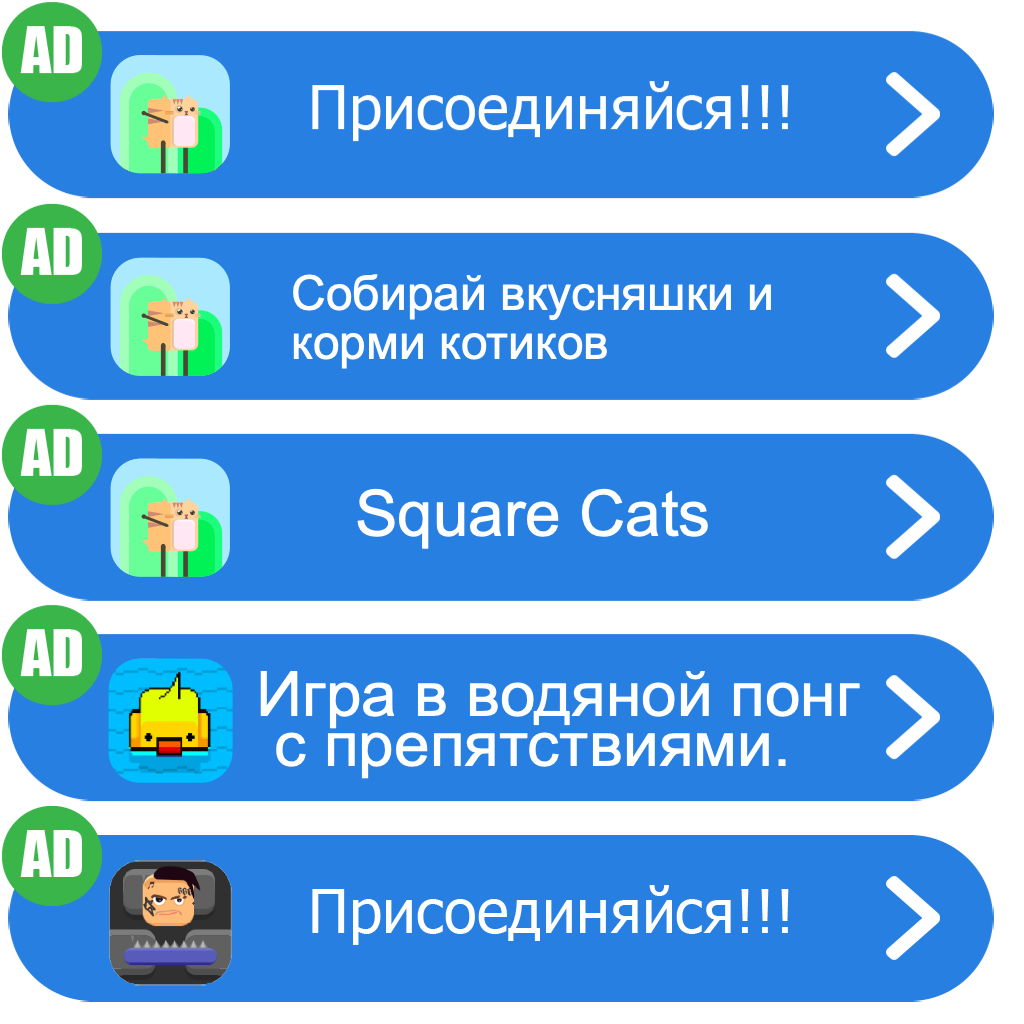 AD
Присоединяйся!!!
AD
Собирай вкусняшки и
корми котиков
AD
Square Cats
AD
Игра в водяной понг
с препятствиями.
AD
Присоединяйся!!!